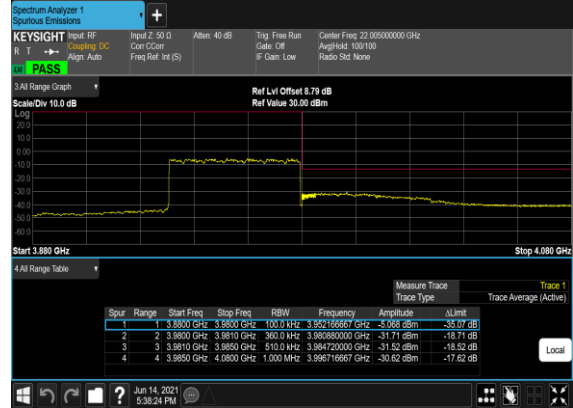 Spectrum Analyzer 1
Spurious Emissions
KEYSIGHT Input: RF Input Z: 50 Ω Atten: 40 dB Trig: Free Run Center Freq: 22.005000000 GHz
R T Coupling: DC Corr CCorr Gate: Off Avg|Hold: 100/100
Align: Auto Freq Ref: Int (S) IF Gain: Low Radio Std: None
PASS
3 All Range Graph
Ref Lvl Offset 8.79 dB
Scale/Div 10.0 dB Ref Value 30.00 dBm
Log
20.0
10.0
0.00
-10.0
-20.0
-30.0
-40.0
-50.0
-60.0
Start 3.880 GHz Stop 4.080 GHz
4 All Range Table
Measure Trace Trace 1
Trace Type Trace Average (Active)
Spur Range Start Freq Stop Freq RBW Frequency Amplitude ΔLimit
1 1 3.8800 GHz 3.9800 GHz 100.0 kHz 3.952166667 GHz -5.068 dBm -35.07 dB
2 2 3.9800 GHz 3.9810 GHz 360.0 kHz 3.980880000 GHz -31.71 dBm -18.71 dB
3 3 3.9810 GHz 3.9850 GHz 510.0 kHz 3.984720000 GHz -31.52 dBm -18.52 dB
4 4 3.9850 GHz 4.0800 GHz 1.000 MHz 3.996716667 GHz -30.62 dBm -17.62 dB
Local
Jun 14, 2021
5:38:24 PM